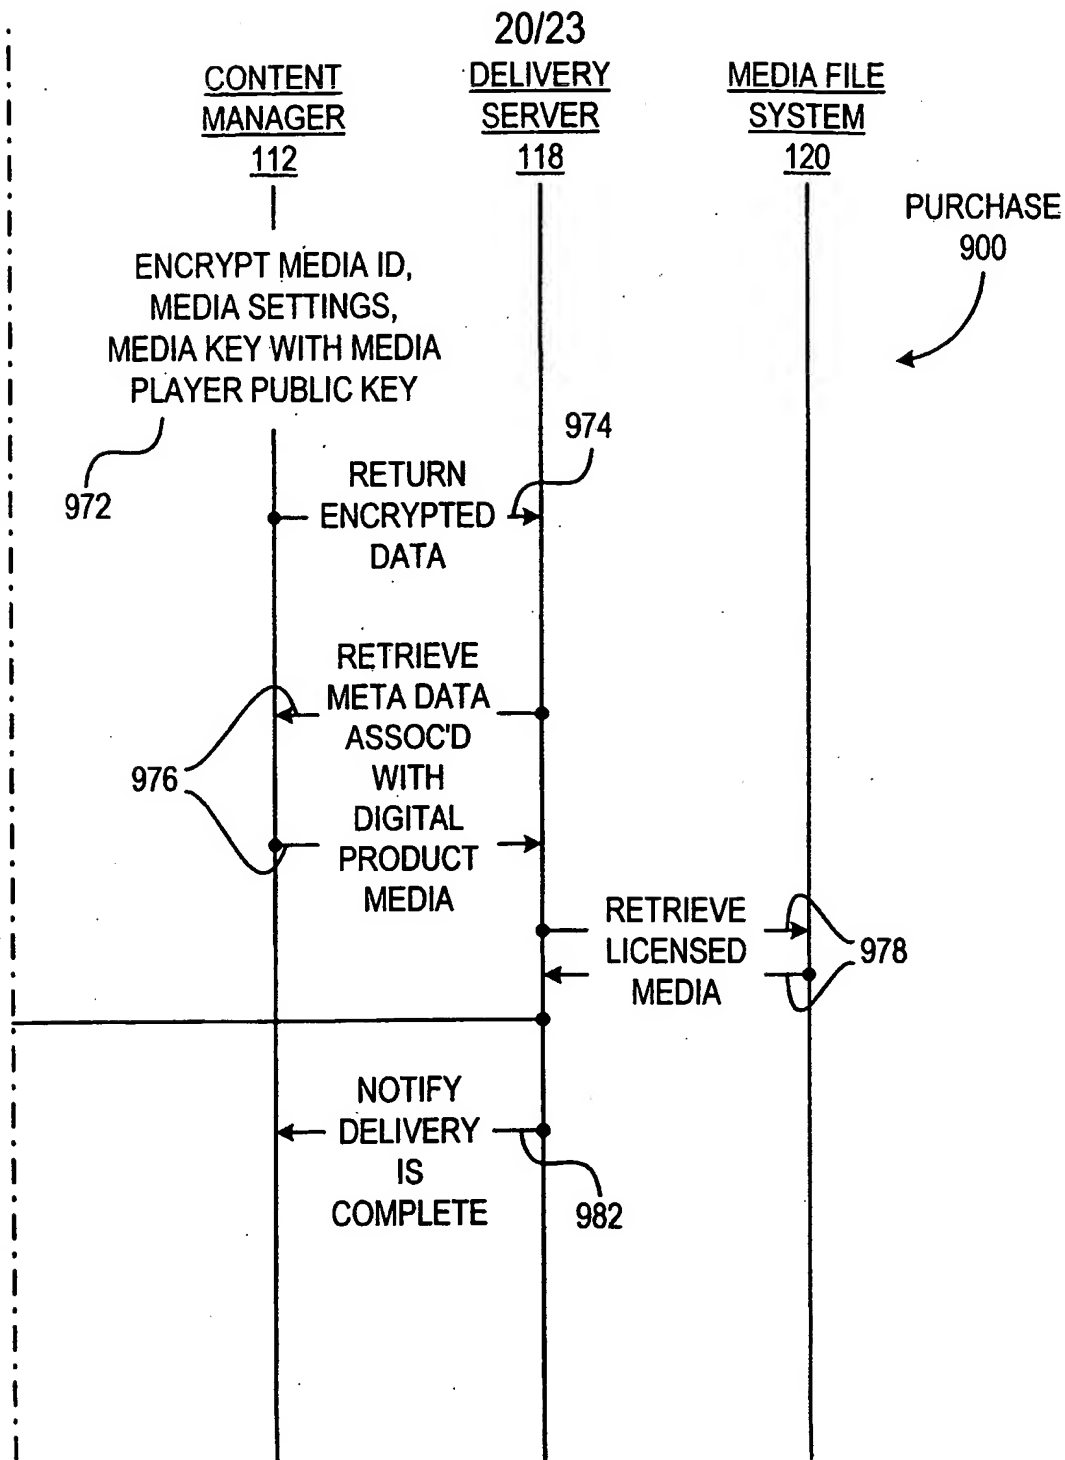 20/23
CONTENT
MANAGER
112
DELIVERY
SERVER
118
MEDIA FILE
SYSTEM
120
PURCHASE
900
ENCRYPT MEDIA ID,
MEDIA SETTINGS,
MEDIA KEY WITH MEDIA
PLAYER PUBLIC KEY
972
974
RETURN
ENCRYPTED
DATA
RETRIEVE
META DATA
ASSOC'D
WITH
DIGITAL
PRODUCT
MEDIA
976
RETRIEVE
LICENSED
MEDIA
978
NOTIFY
DELIVERY
IS
COMPLETE
982